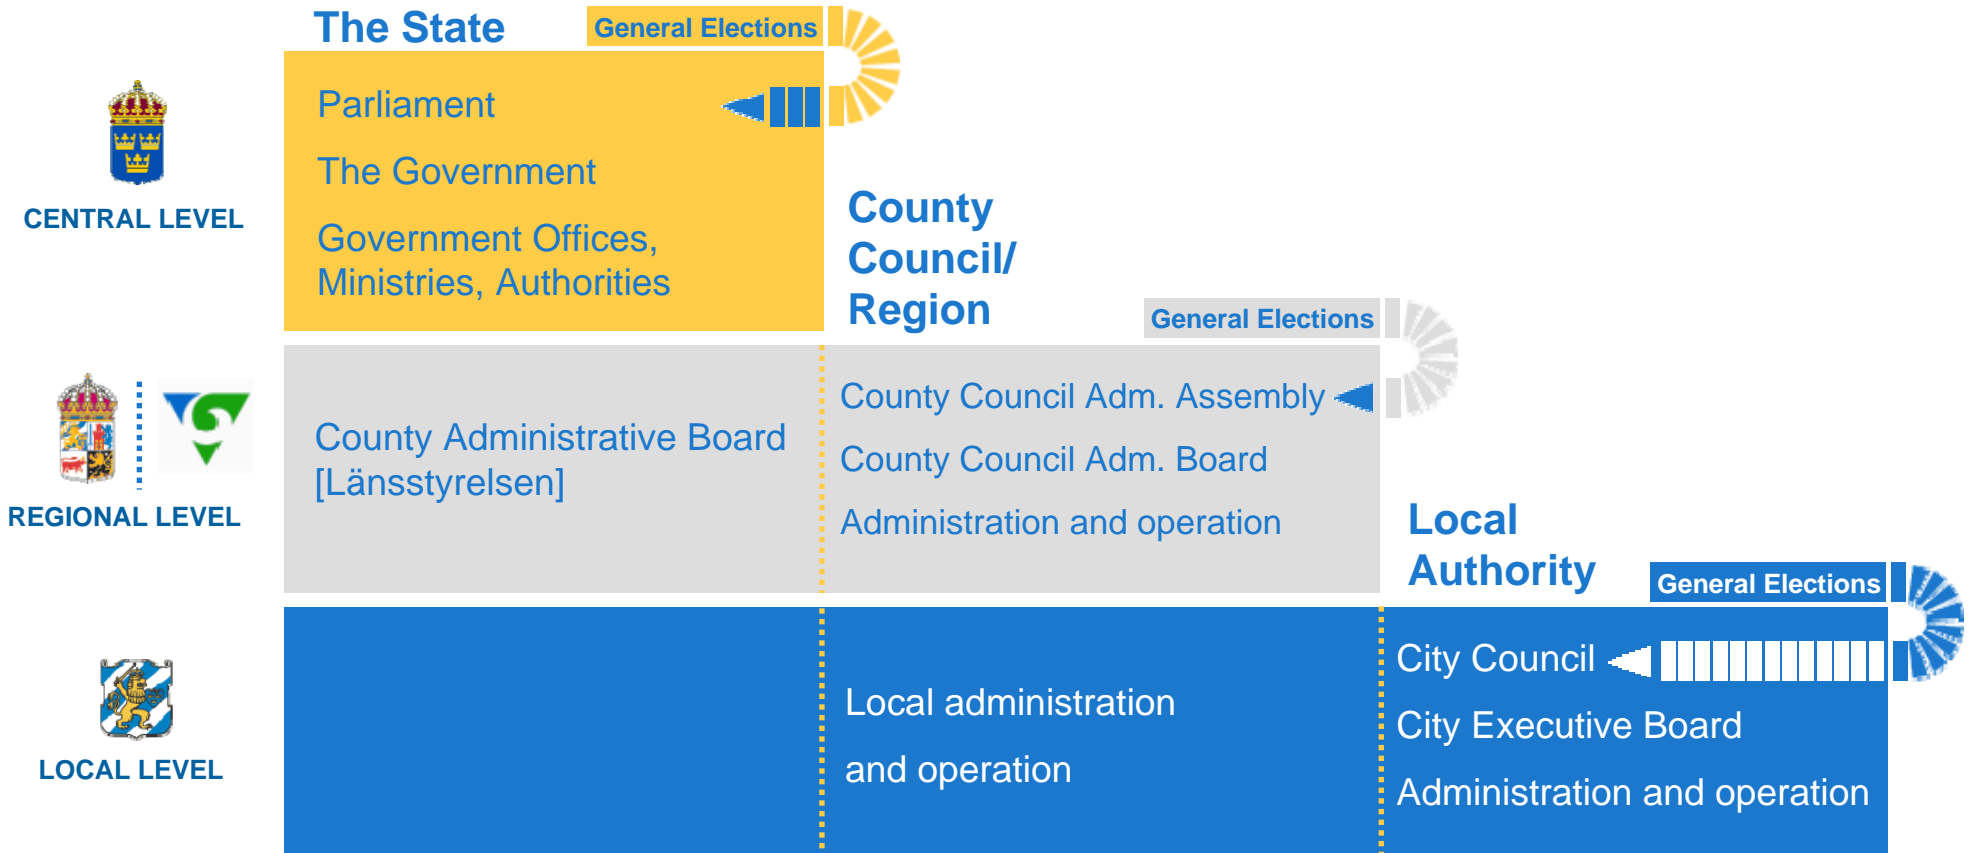 The State
General Elections
Parliament
The Government
Government Offices,
Ministries, Authorities
CENTRAL LEVEL
County
Council/
Region
General Elections
County Administrative Board
[Länsstyrelsen]
County Council Adm. Assembly
County Council Adm. Board
Administration and operation
REGIONAL LEVEL
Local
Authority
General Elections
Local administration
and operation
City Council
City Executive Board
Administration and operation
LOCAL LEVEL